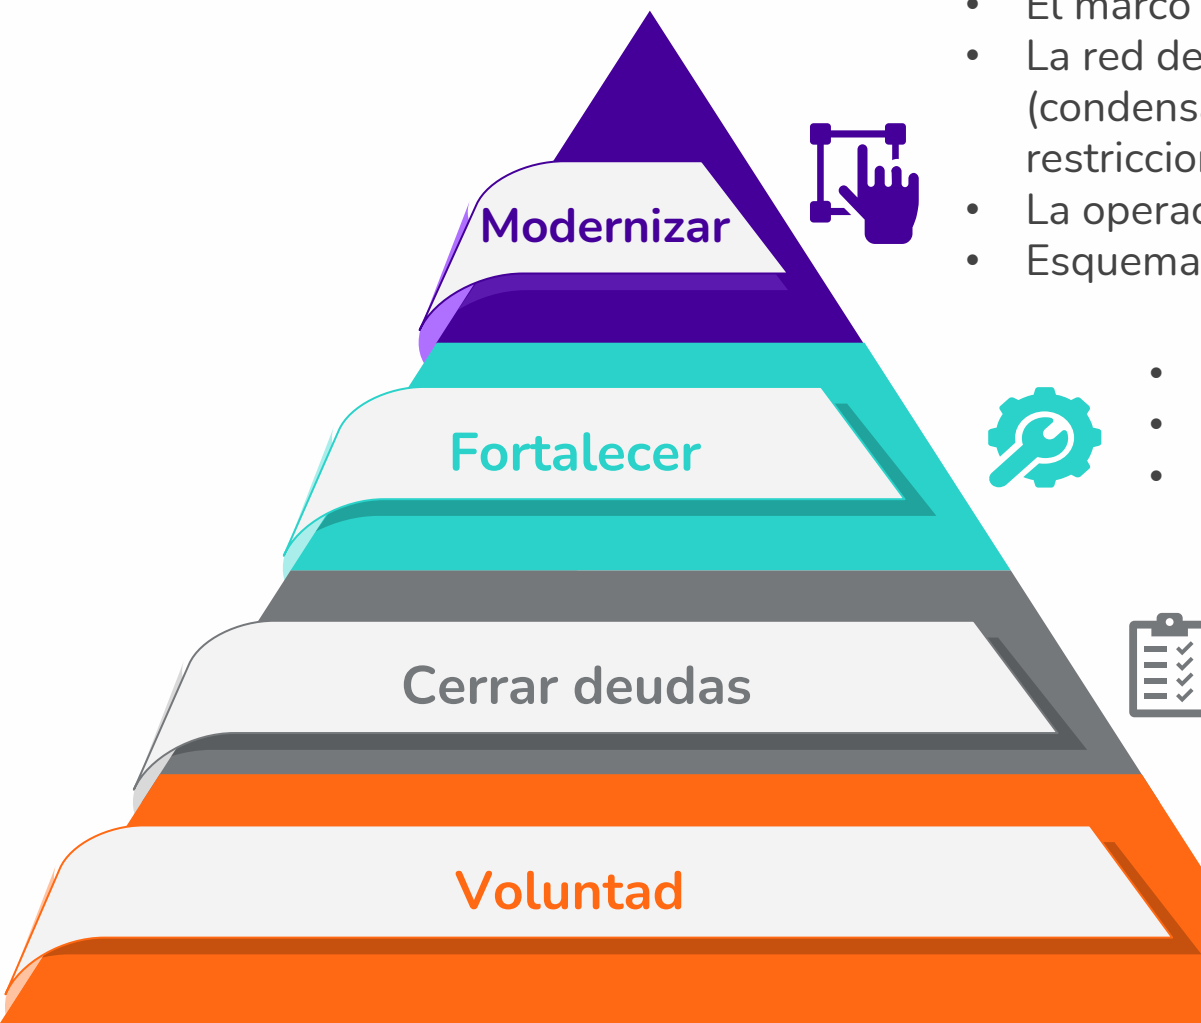 • El marco
• La red de
(condens
restriccio
• La operac
• Esquema
Modernizar
•
•
•
Fortalecer
Cerrar deudas
Voluntad